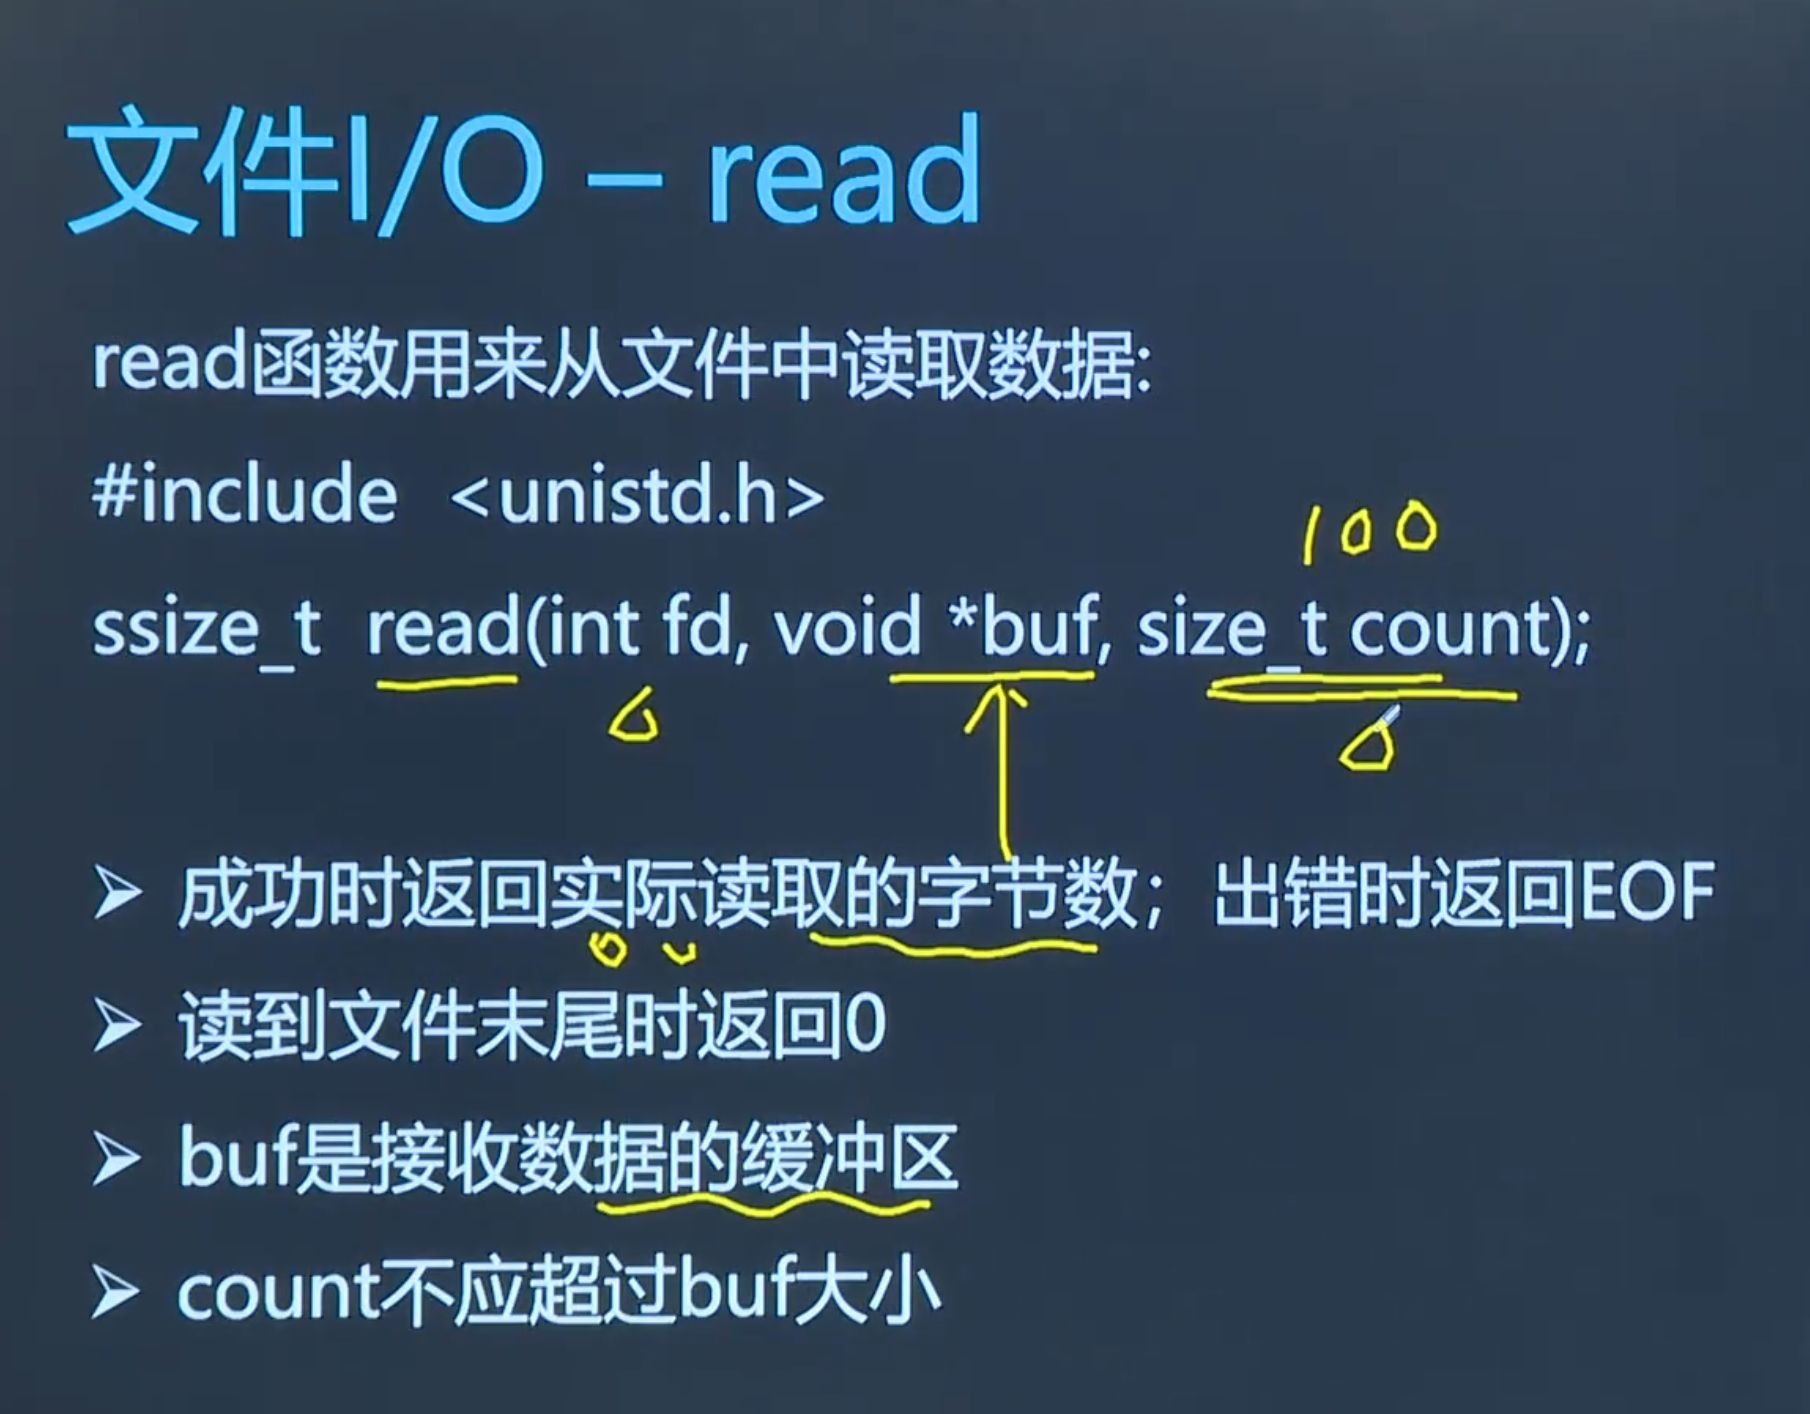 文件I/O – read
read函数用来从文件中读取数据:
#include <unistd.h>
100
ssize_t read(int fd, void *buf, size_t count);
➢ 成功时返回实际读取的字节数；出错时返回EOF
➢ 读到文件末尾时返回0
➢ buf是接收数据的缓冲区
➢ count不应超过buf大小